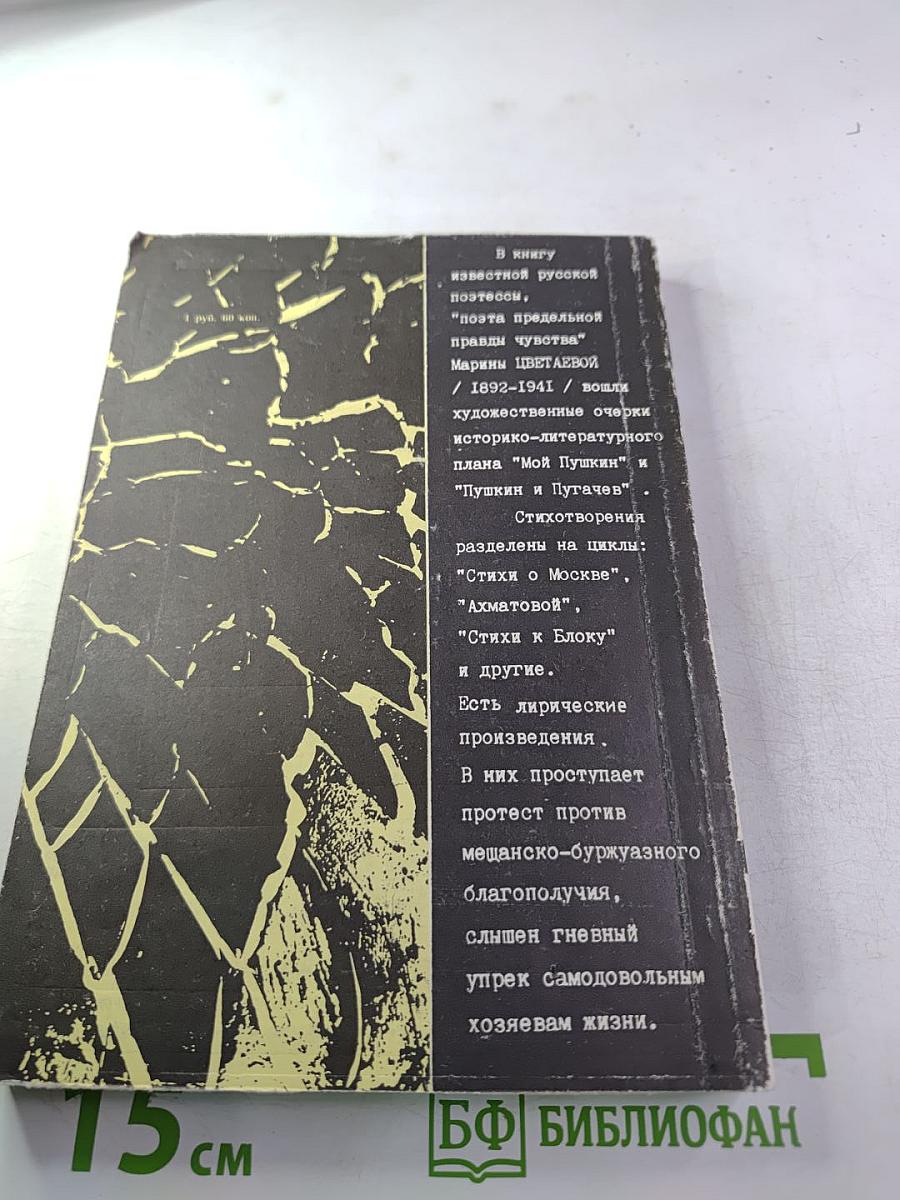 1 руб. 60 коп.
В книгу
известной русской
поэтессы,
"поэта предельной
правды чувства"
Марины ЦВЕТАЕВОЙ
/ 1892-1941 / вошли
художественные очерки
историко-литературного
плана "Мой Пушкин" и
"Пушкин и Пугачев" .
Стихотворения
разделены на циклы:
"Стихи о Москве",
"Ахматовой",
"Стихи к Блоку"
и другие.
Есть лирические
произведения.
В них проступает
протест против
мещанско-буржуазного
благополучия,
слышен гневный
упрек самодовольным
хозяевам жизни.
15 см
БФ БИБЛИОФАН